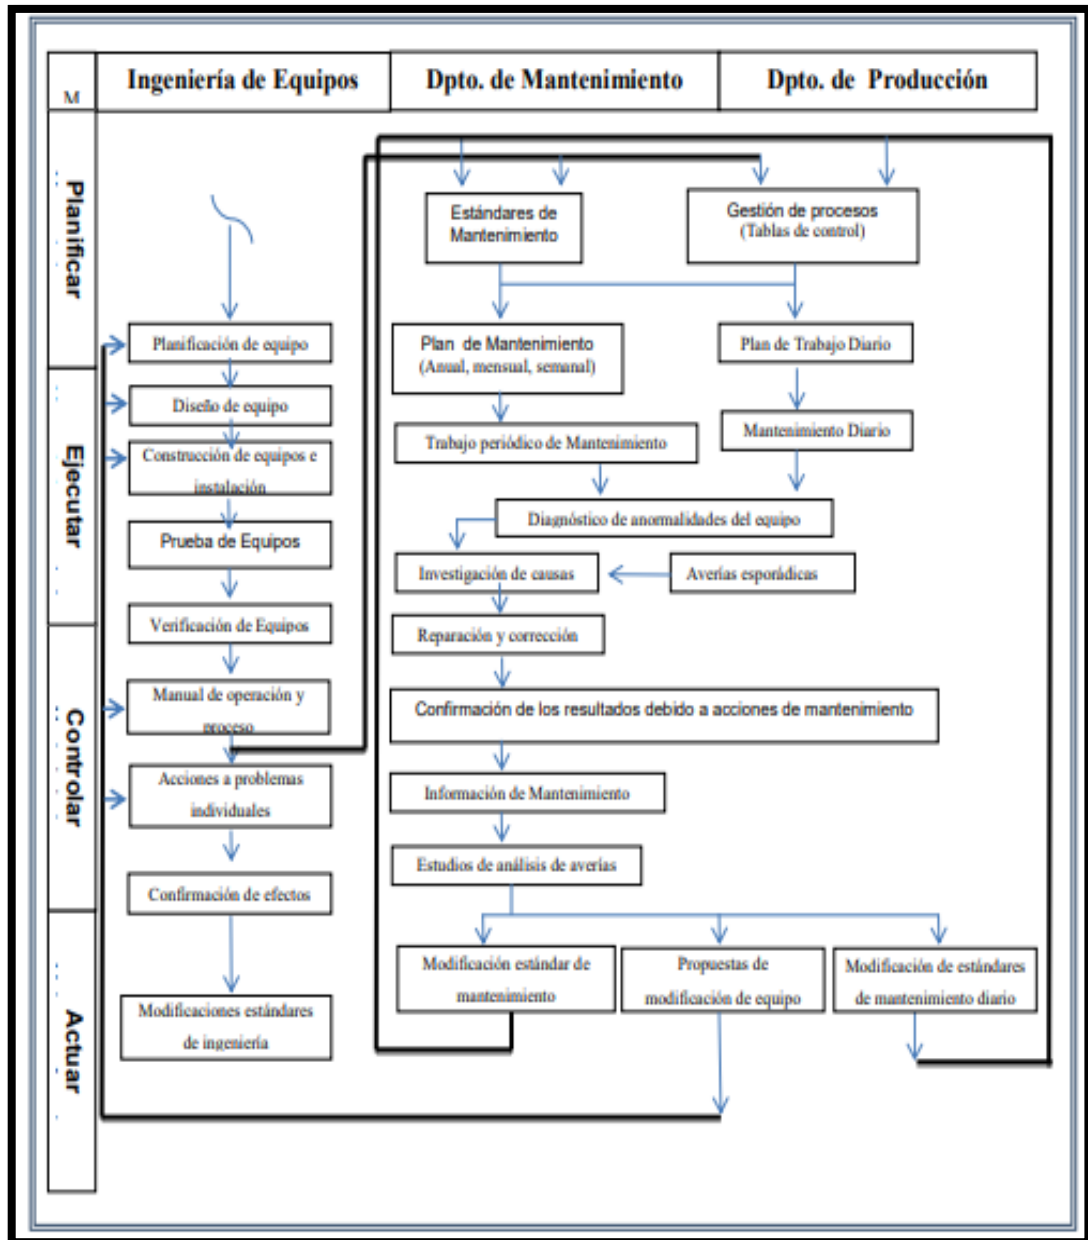 M
Ingeniería de Equipos
Dpto. de Mantenimiento
Dpto. de Producción
Planificar
Ejecutar
Controlar
Actuar
Planificación de equipo
Diseño de equipo
Construcción de equipos e
instalación
Prueba de Equipos
Verificación de Equipos
Manual de operación y
proceso
Acciones a problemas
individuales
Confirmación de efectos
Modificaciones estándares
de ingeniería
Estándares de
Mantenimiento
Gestión de procesos
(Tablas de control)
Plan de Mantenimiento
(Anual, mensual, semanal)
Plan de Trabajo Diario
Trabajo periódico de Mantenimiento
Mantenimiento Diario
Diagnóstico de anormalidades del equipo
Investigación de causas
Averías esporádicas
Reparación y corrección
Confirmación de los resultados debido a acciones de mantenimiento
Información de Mantenimiento
Estudios de análisis de averías
Modificación estándar de
mantenimiento
Propuestas de
modificación de equipo
Modificación de estándares
de mantenimiento diario